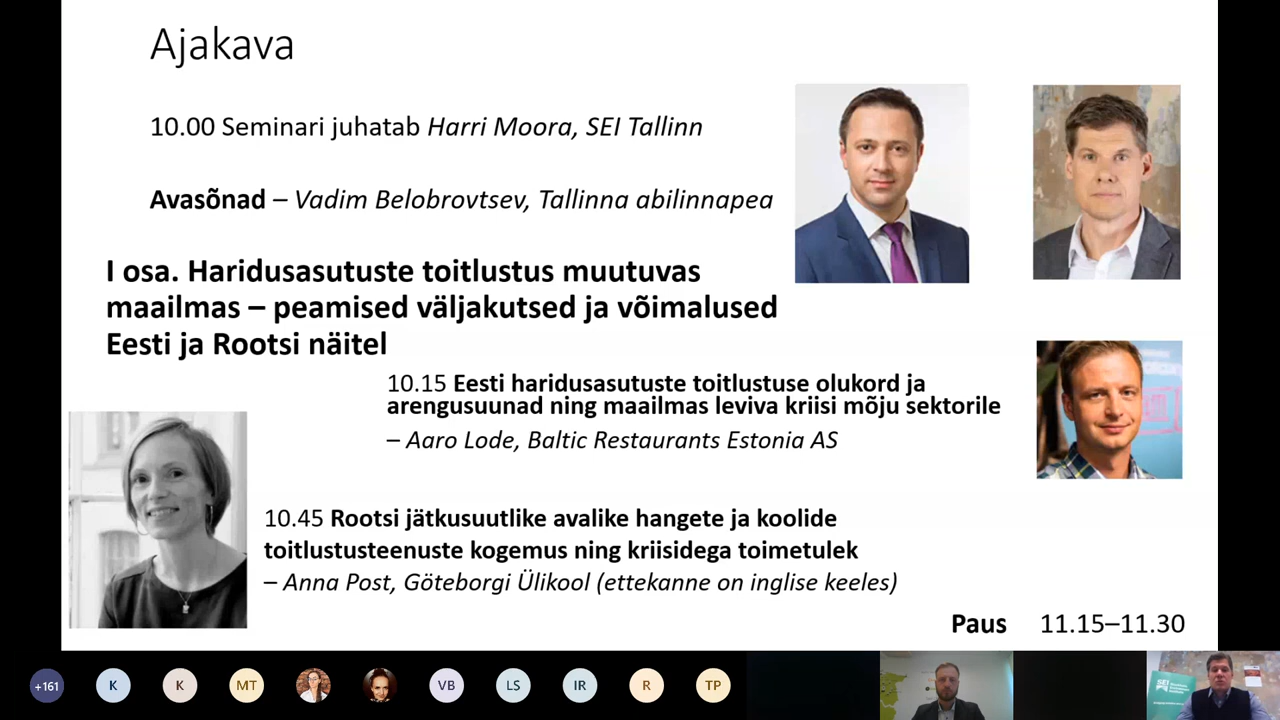 Ajakava
10.00 Seminari juhatab Harri Moora, SEI Tallinn
Avasõnad – Vadim Belobrovtsev, Tallinna abilinnapea
I osa. Haridusasutuste toitlustus muutuvas
maailmas – peamised väljakutsed ja võimalused
Eesti ja Rootsi näitel
10.15 Eesti haridusasutuste toitlustuse olukord ja
arengusuunad ning maailmas leviva kriisi mõju sektorile
– Aaro Lode, Baltic Restaurants Estonia AS
10.45 Rootsi jätkusuutlike avalike hangete ja koolide
toitlustusteenuste kogemus ning kriisidega toimetulek
– Anna Post, Göteborgi Ülikool (ettekanne on inglise keeles)
Paus 11.15–11.30
+161 K K MT VB LS IR R TP
SEI